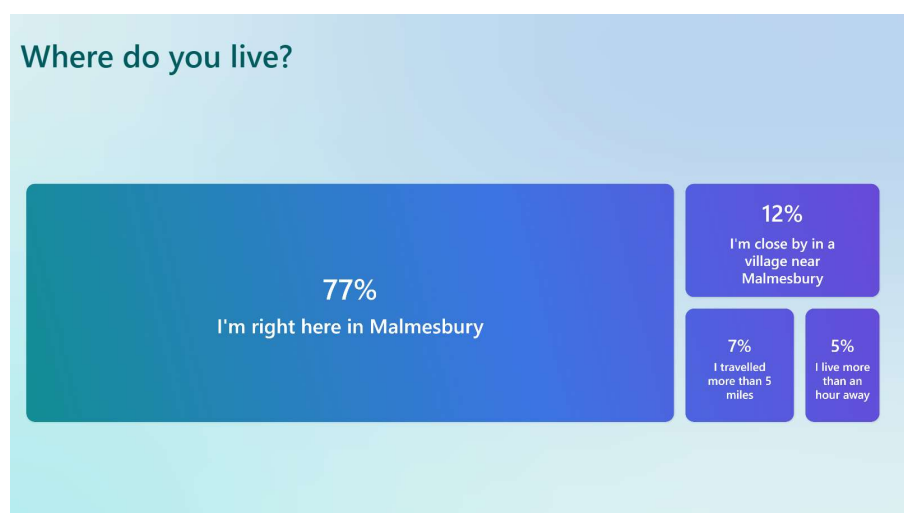 Where do you live?
77%
I'm right here in Malmesbury
12%
I'm close by in a
village near
Malmesbury
7%
I travelled
more than 5
miles
5%
I live more
than an
hour away